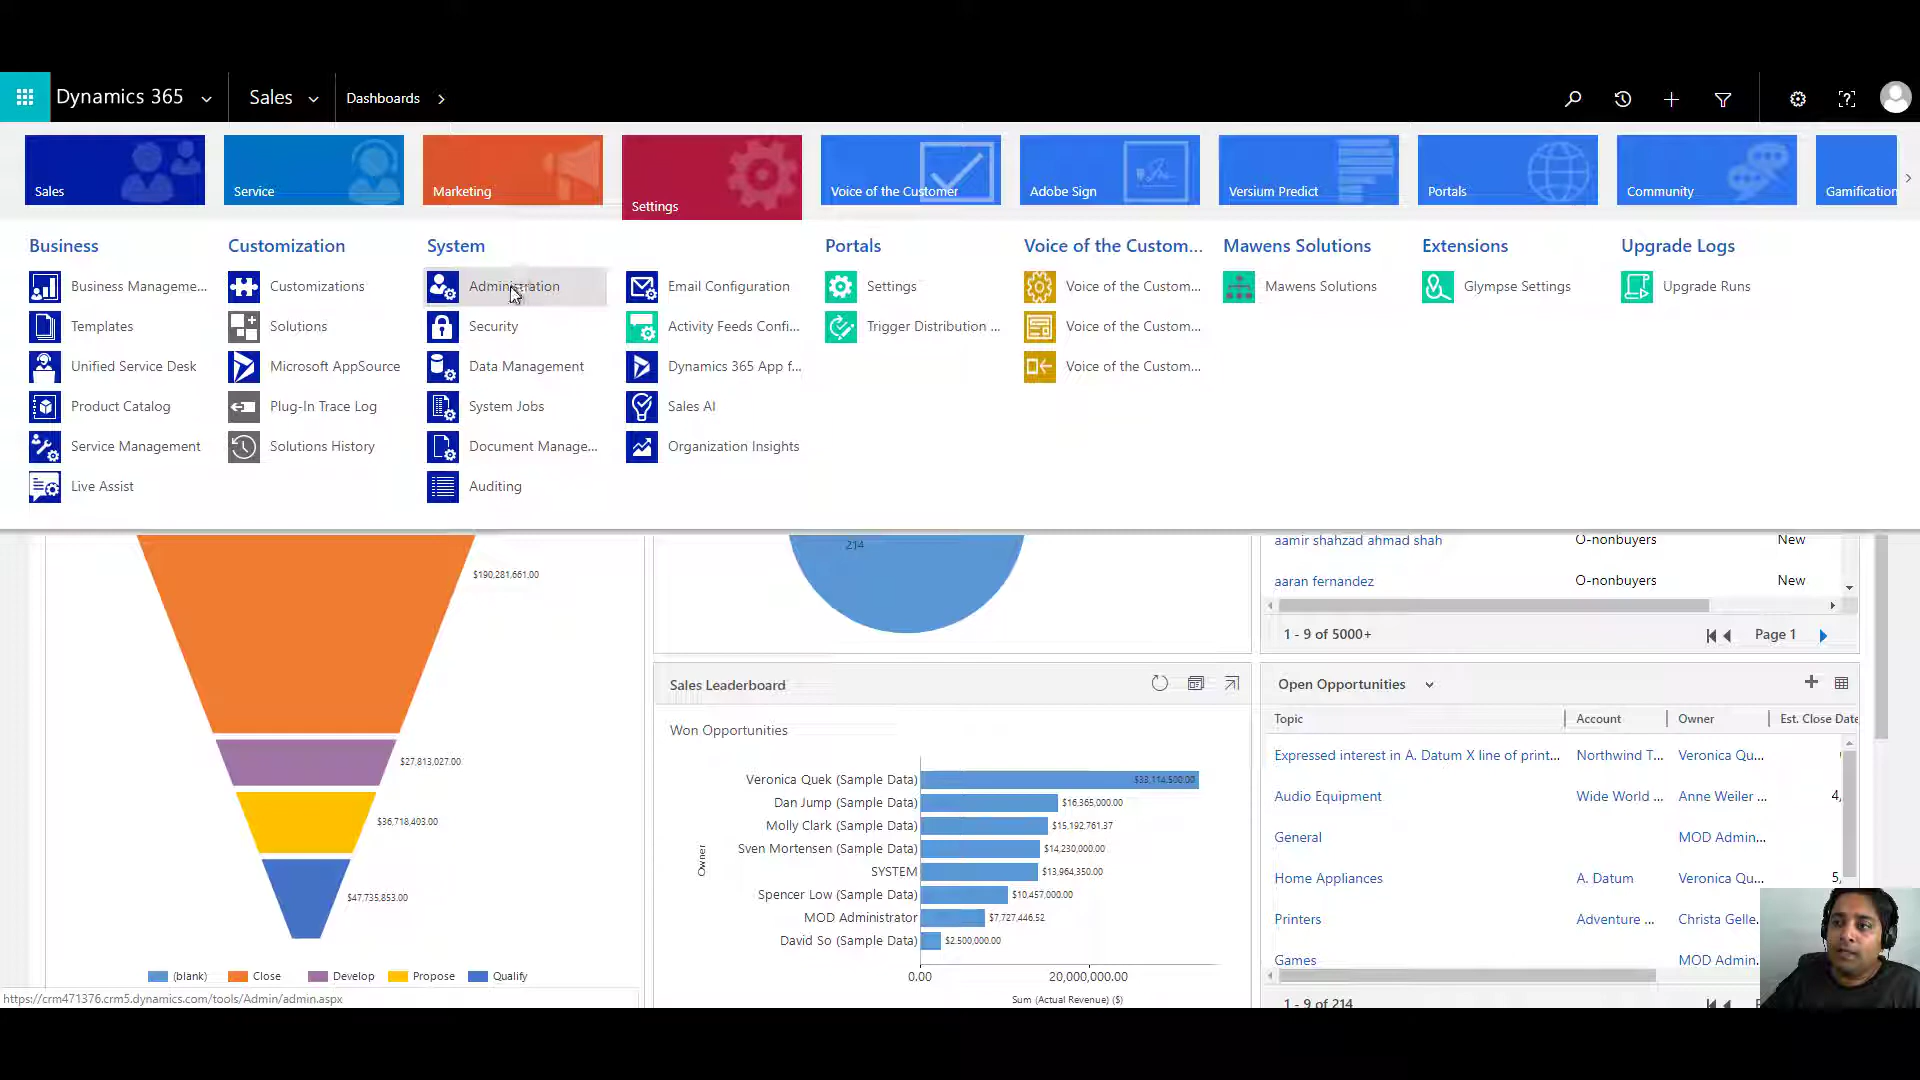 Dynamics 365
Sales
Dashboards
Sales
Service
Marketing
Settings
Voice of the Customer
Adobe Sign
Versium Predict
Portals
Community
Gamification
Business
Business Manageme...
Templates
Unified Service Desk
Product Catalog
Service Management
Live Assist
Customization
Customizations
Solutions
Microsoft AppSource
Plug-In Trace Log
Solutions History
System
Administration
Security
Data Management
System Jobs
Document Manage...
Auditing
Email Configuration
Activity Feeds Confi...
Dynamics 365 App f...
Sales AI
Organization Insights
Portals
Settings
Trigger Distribution ...
Voice of the Custom...
Voice of the Custom...
Voice of the Custom...
Voice of the Custom...
Mawens Solutions
Mawens Solutions
Extensions
Glympse Settings
Upgrade Logs
Upgrade Runs
$190,281,661.00
$27,813,027.00
$36,718,403.00
$47,735,853.00
(blank) Close Develop Propose Qualify
https://crm471376.crm5.dynamics.com/tools/Admin/admin.aspx
214
Sales Leaderboard
Won Opportunities
Owner
Veronica Quek (Sample Data) $33,114,500.00
Dan Jump (Sample Data) $16,365,000.00
Molly Clark (Sample Data) $15,192,761.37
Sven Mortensen (Sample Data) $14,230,000.00
SYSTEM $13,964,350.00
Spencer Low (Sample Data) $10,457,000.00
MOD Administrator $7,727,446.52
David So (Sample Data) $2,500,000.00
0.00 20,000,000.00
Sum (Actual Revenue) ($)
aamir shahzad ahmad shah O-nonbuyers New
aaran fernandez O-nonbuyers New
1 - 9 of 5000+ Page 1
Open Opportunities
Topic Account Owner Est. Close Date
Expressed interest in A. Datum X line of print... Northwind T... Veronica Qu...
Audio Equipment Wide World ... Anne Weiler ... 4,
General MOD Admin...
Home Appliances A. Datum Veronica Qu... 5,
Printers Adventure ... Christa Gelle...
Games MOD Admin...
1 - 9 of 214